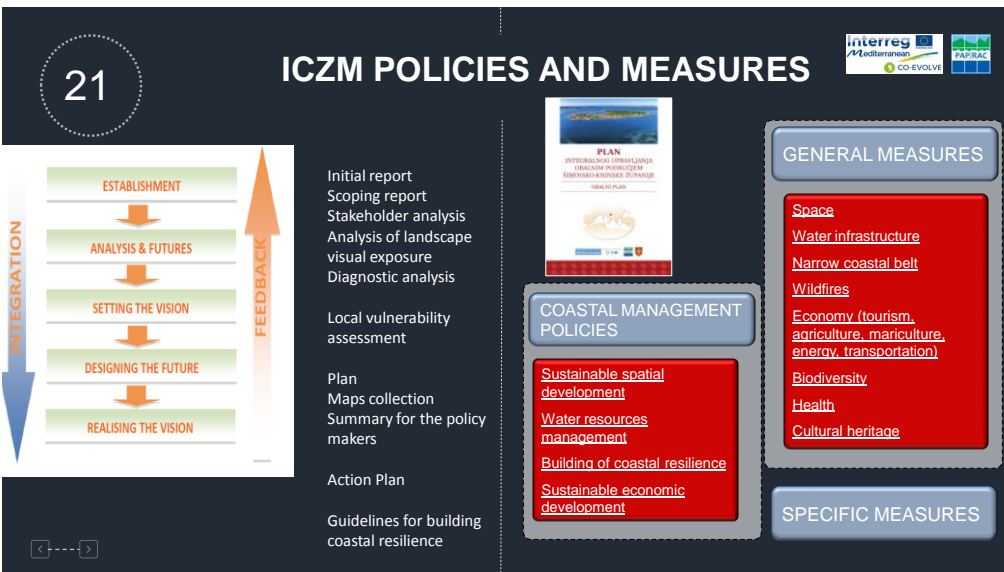 21
ICZM POLICIES AND MEASURES
Interreg
Mediterranean
CO-EVOLVE
PAP/RAC
INTEGRATION
ESTABLISHMENT
ANALYSIS & FUTURES
SETTING THE VISION
DESIGNING THE FUTURE
REALISING THE VISION
FEEDBACK
Initial report
Scoping report
Stakeholder analysis
Analysis of landscape
visual exposure
Diagnostic analysis
Local vulnerability
assessment
Plan
Maps collection
Summary for the policy
makers
Action Plan
Guidelines for building
coastal resilience
PLAN
INTEGRALNOG UPRAVLJANJA
OBALNIM PODRUČJEM
ŠIBENSKO-KNINSKE ŽUPANIJE
OBALNI PLAN
COASTAL MANAGEMENT
POLICIES
Sustainable spatial
development
Water resources
management
Building of coastal resilience
Sustainable economic
development
GENERAL MEASURES
Space
Water infrastructure
Narrow coastal belt
Wildfires
Economy (tourism,
agriculture, mariculture,
energy, transportation)
Biodiversity
Health
Cultural heritage
SPECIFIC MEASURES